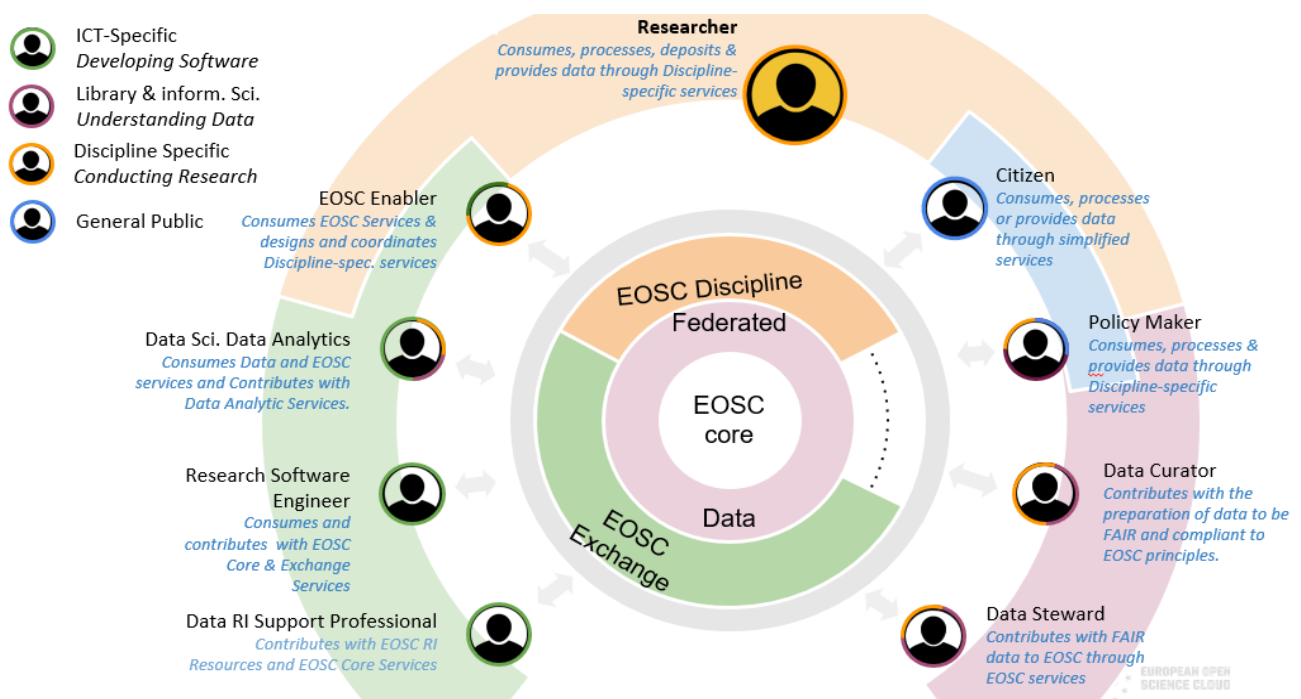 ICT-Specific
Developing Software
Library & inform. Sci.
Understanding Data
Discipline Specific
Conducting Research
General Public
Researcher
Consumes, processes, deposits &
provides data through Discipline-
specific services
EOSC Enabler
Consumes EOSC Services &
designs and coordinates
Discipline-spec. services
Citizen
Consumes, processes
or provides data
through simplified
services
Data Sci. Data Analytics
Consumes Data and EOSC
services and Contributes with
Data Analytic Services.
Policy Maker
Consumes, processes &
provides data through
Discipline-specific
services
Research Software
Engineer
Consumes and
contributes with EOSC
Core & Exchange
Services
Data Curator
Contributes with the
preparation of data to be
FAIR and compliant to
EOSC principles.
Data RI Support Professional
Contributes with EOSC RI
Resources and EOSC Core Services
Data Steward
Contributes with FAIR
data to EOSC through
EOSC services
EOSC Discipline
Federated
EOSC
core
Data
EOSC
Exchange
EUROPEAN OPEN
SCIENCE CLOUD